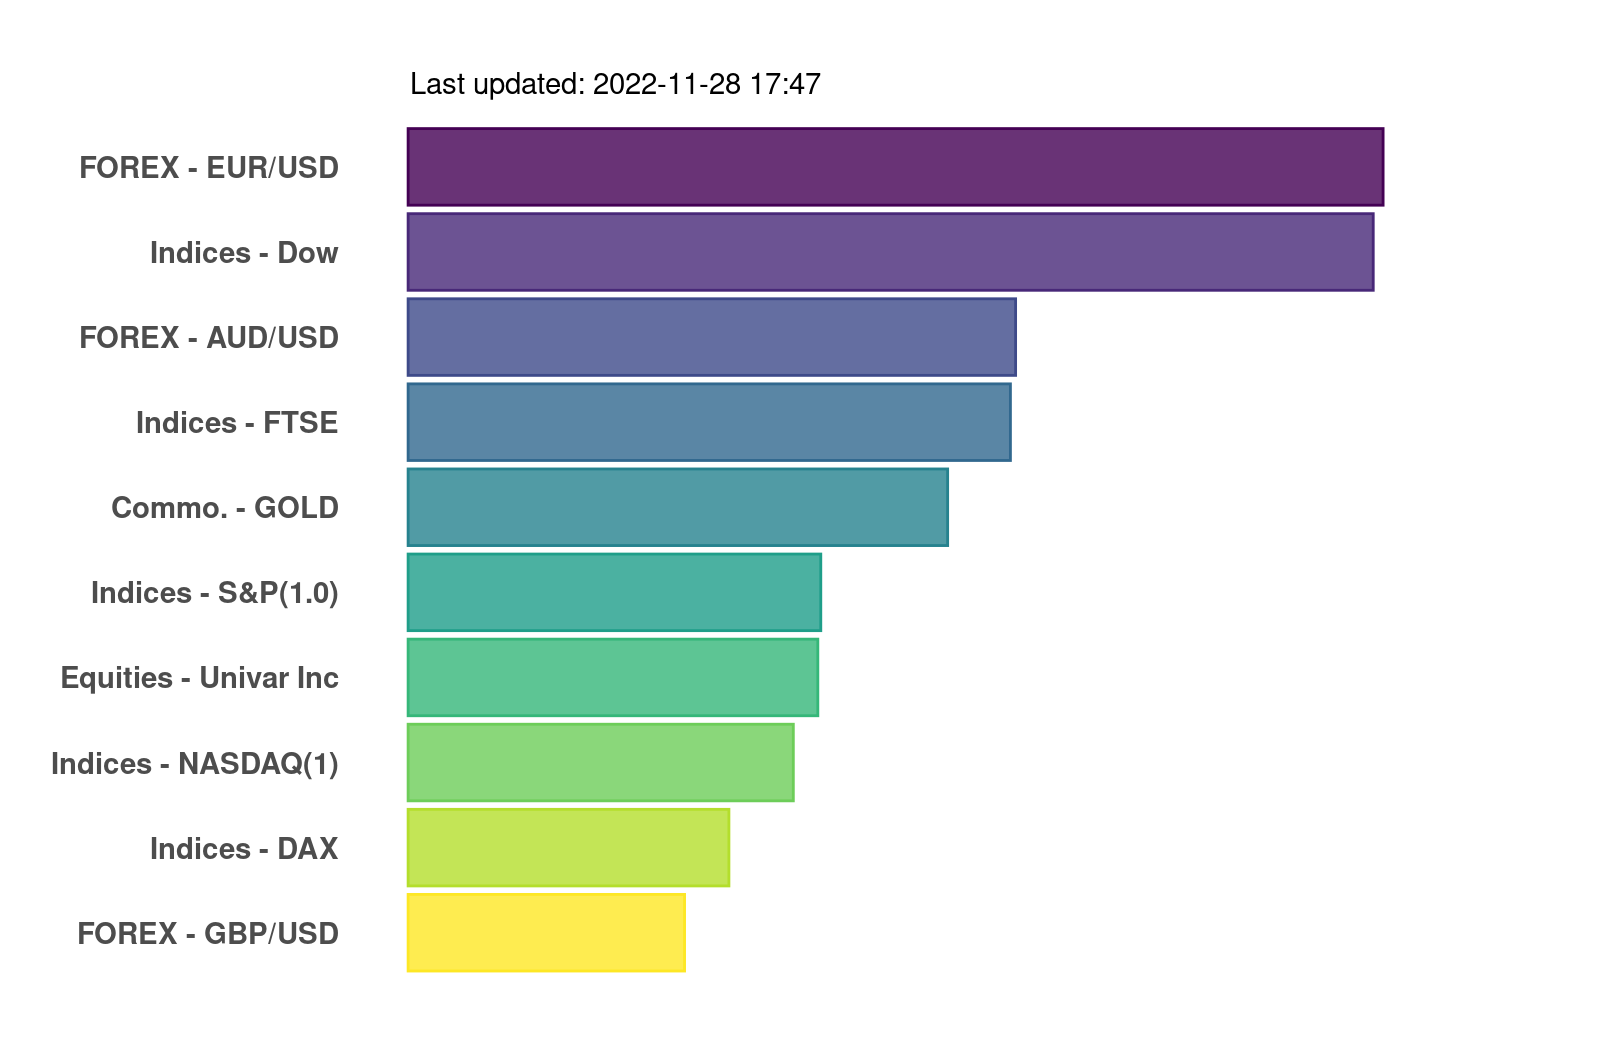 Last updated: 2022-11-28 17:47
FOREX - EUR/USD
Indices - Dow
FOREX - AUD/USD
Indices - FTSE
Commo. - GOLD
Indices - S&P(1.0)
Equities - Univar Inc
Indices - NASDAQ(1)
Indices - DAX
FOREX - GBP/USD